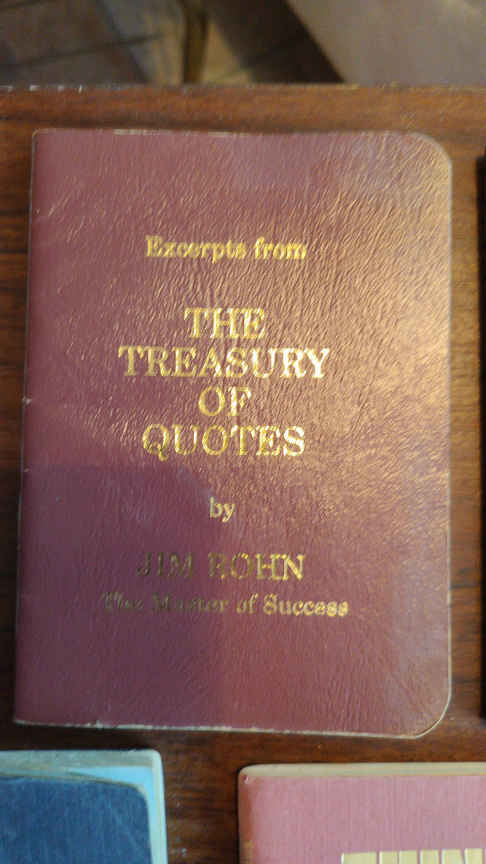 Excerpts from
THE
TREASURY
OF
QUOTES
by
JIM ROHN
The Master of Success